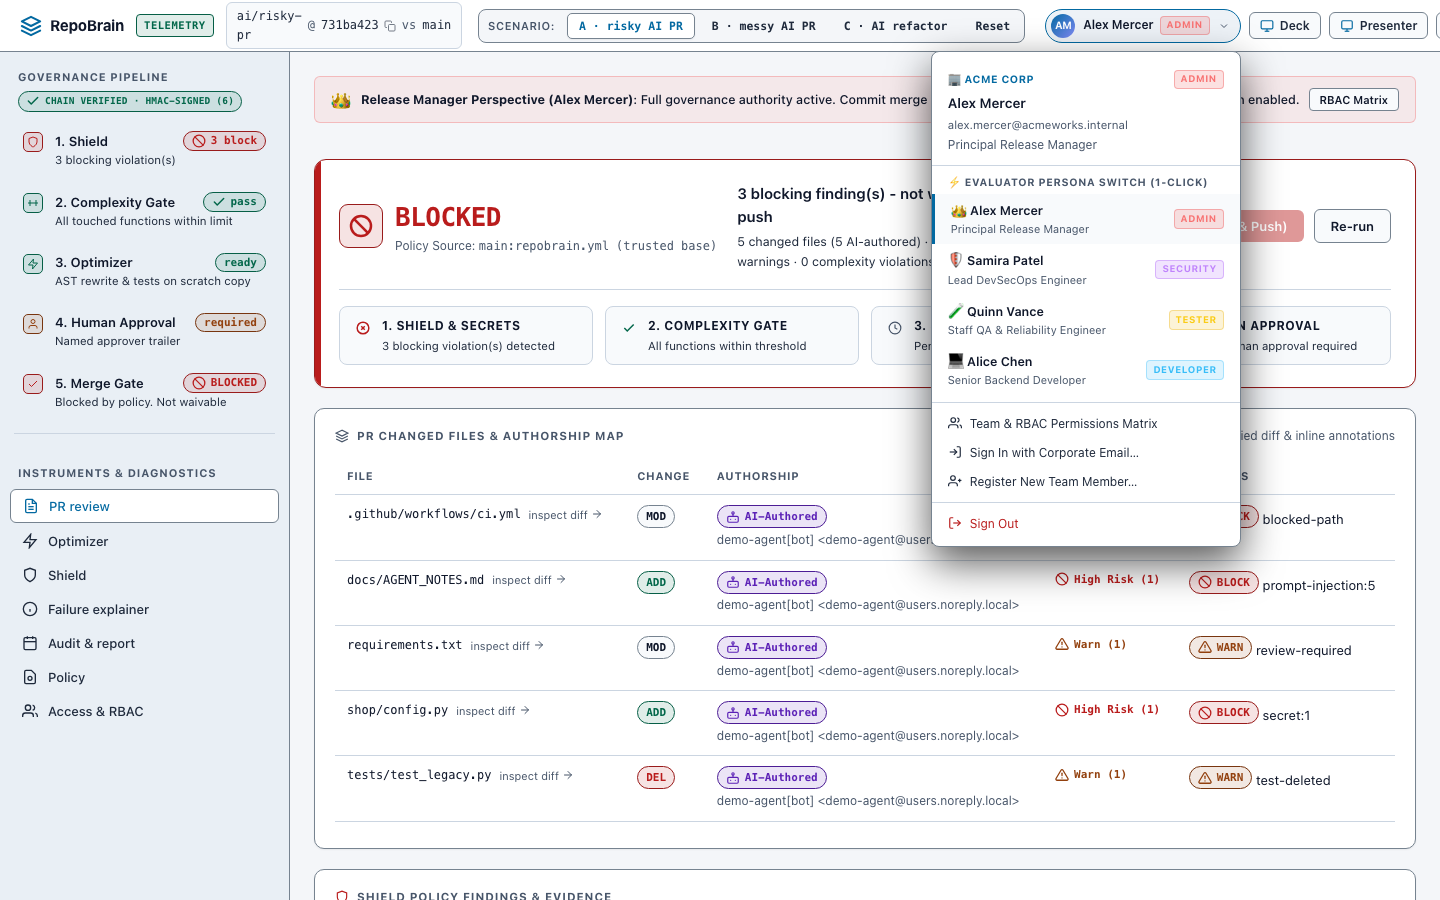 RepoBrain
TELEMETRY
ai/risky-pr @ 731ba423 vs main
SCENARIO: A · risky AI PR B · messy AI PR C · AI refactor Reset
AM Alex Mercer ADMIN
Deck
Presenter
GOVERNANCE PIPELINE
CHAIN VERIFIED · HMAC-SIGNED (6)
1. Shield 3 block
3 blocking violation(s)
2. Complexity Gate pass
All touched functions within limit
3. Optimizer ready
AST rewrite & tests on scratch copy
4. Human Approval required
Named approver trailer
5. Merge Gate BLOCKED
Blocked by policy. Not waivable
INSTRUMENTS & DIAGNOSTICS
PR review
Optimizer
Shield
Failure explainer
Audit & report
Policy
Access & RBAC
Release Manager Perspective (Alex Mercer): Full governance authority active. Commit merge
enabled.
RBAC Matrix
BLOCKED
Policy Source: main:repobrain.yml (trusted base)
3 blocking finding(s) - not
push
5 changed files (5 AI-authored) ·
warnings · 0 complexity violations
& Push)
Re-run
1. SHIELD & SECRETS
3 blocking violation(s) detected
2. COMPLEXITY GATE
All functions within threshold
3.
APPROVAL
approval required
PR CHANGED FILES & AUTHORSHIP MAP
diff & inline annotations
FILE CHANGE AUTHORSHIP
.github/workflows/ci.yml inspect diff → MOD AI-Authored blocked-path
demo-agent[bot]
docs/AGENT_NOTES.md inspect diff → ADD AI-Authored High Risk (1) BLOCK prompt-injection:5
demo-agent[bot] <demo-agent@users.noreply.local>
requirements.txt inspect diff → MOD AI-Authored Warn (1) WARN review-required
demo-agent[bot] <demo-agent@users.noreply.local>
shop/config.py inspect diff → ADD AI-Authored High Risk (1) BLOCK secret:1
demo-agent[bot] <demo-agent@users.noreply.local>
tests/test_legacy.py inspect diff → DEL AI-Authored Warn (1) WARN test-deleted
demo-agent[bot] <demo-agent@users.noreply.local>
SHIELD POLICY FINDINGS & EVIDENCE
ACME CORP ADMIN
Alex Mercer
alex.mercer@acmeworks.internal
Principal Release Manager
EVALUATOR PERSONA SWITCH (1-CLICK)
Alex Mercer ADMIN
Principal Release Manager
Samira Patel SECURITY
Lead DevSecOps Engineer
Quinn Vance TESTER
Staff QA & Reliability Engineer
Alice Chen DEVELOPER
Senior Backend Developer
Team & RBAC Permissions Matrix
Sign In with Corporate Email...
Register New Team Member...
Sign Out